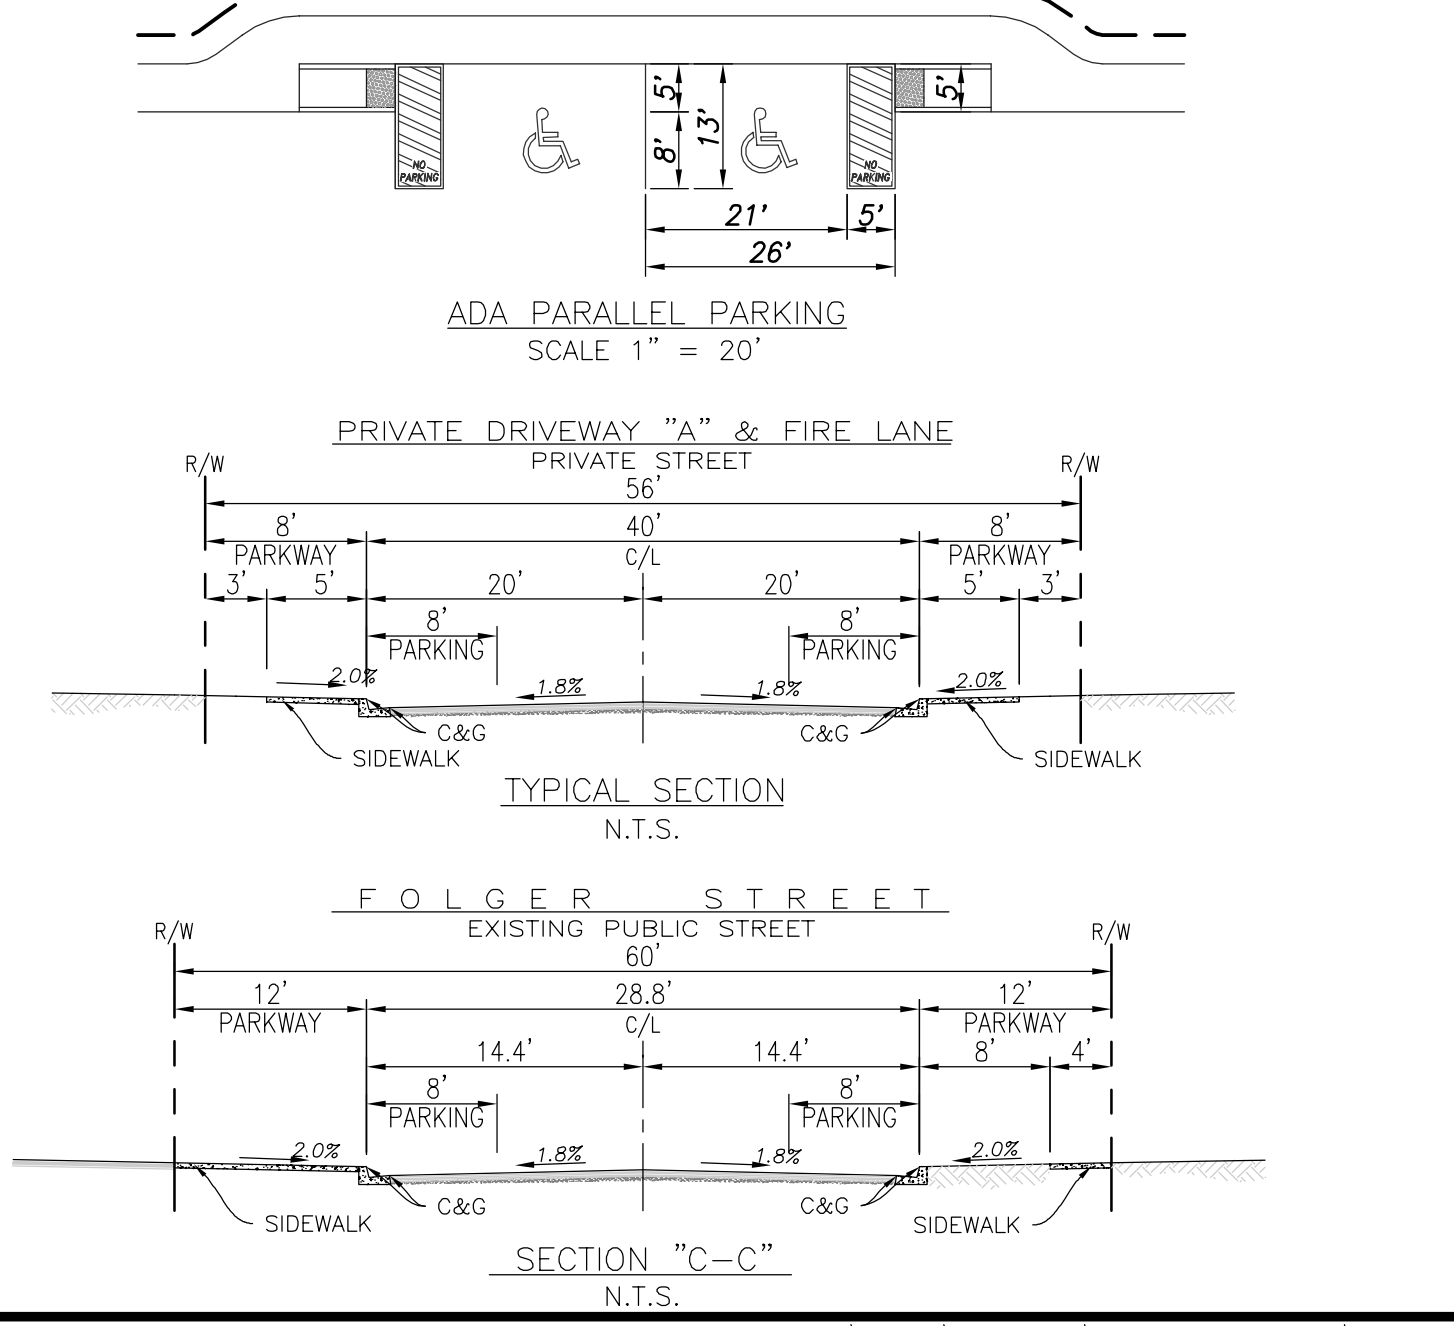 5' 13' 5'
8'
NO PARKING NO PARKING
21' 5'
26'
ADA PARALLEL PARKING
SCALE 1" = 20'
PRIVATE DRIVEWAY "A" & FIRE LANE
R/W PRIVATE STREET R/W
56'
8' 40' 8'
PARKWAY C/L PARKWAY
3' 5' 20' 20' 5' 3'
8' 8'
PARKING PARKING
2.0% 1.8% 1.8% 2.0%
C&G C&G
SIDEWALK SIDEWALK
TYPICAL SECTION
N.T.S.
FOLGER STREET
R/W EXISTING PUBLIC STREET R/W
60'
12' 28.8' 12'
PARKWAY C/L PARKWAY
14.4' 14.4' 8' 4'
8' 8'
PARKING PARKING
2.0% 1.8% 1.8% 2.0%
C&G C&G
SIDEWALK SIDEWALK
SECTION "C-C"
N.T.S.